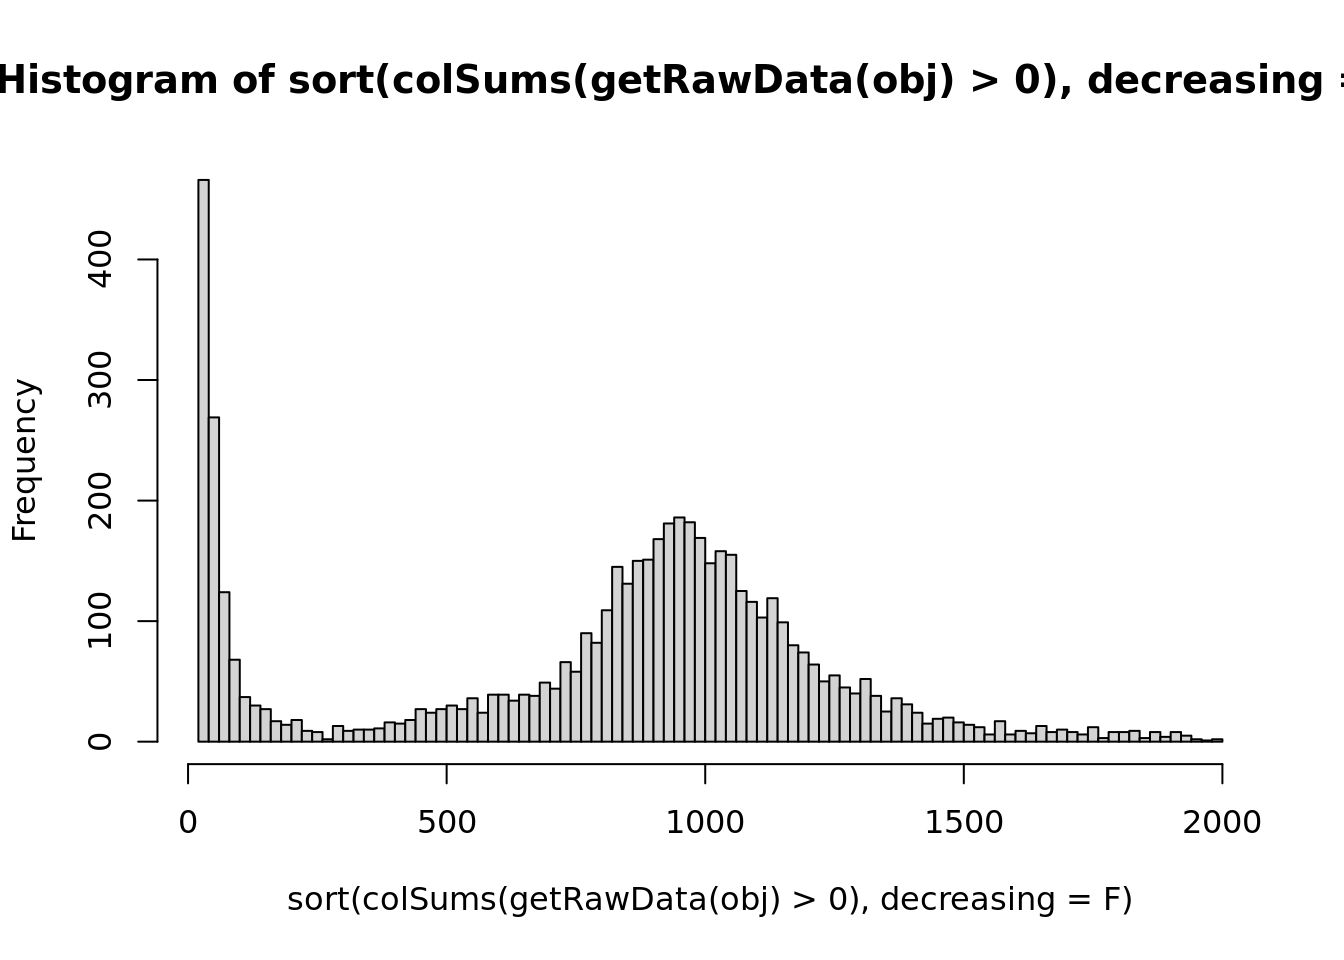 Histogram of sort(colSums(getRawData(obj) > 0), decreasing =
Frequency
400
300
200
100
0
0 500 1000 1500 2000
sort(colSums(getRawData(obj) > 0), decreasing = F)